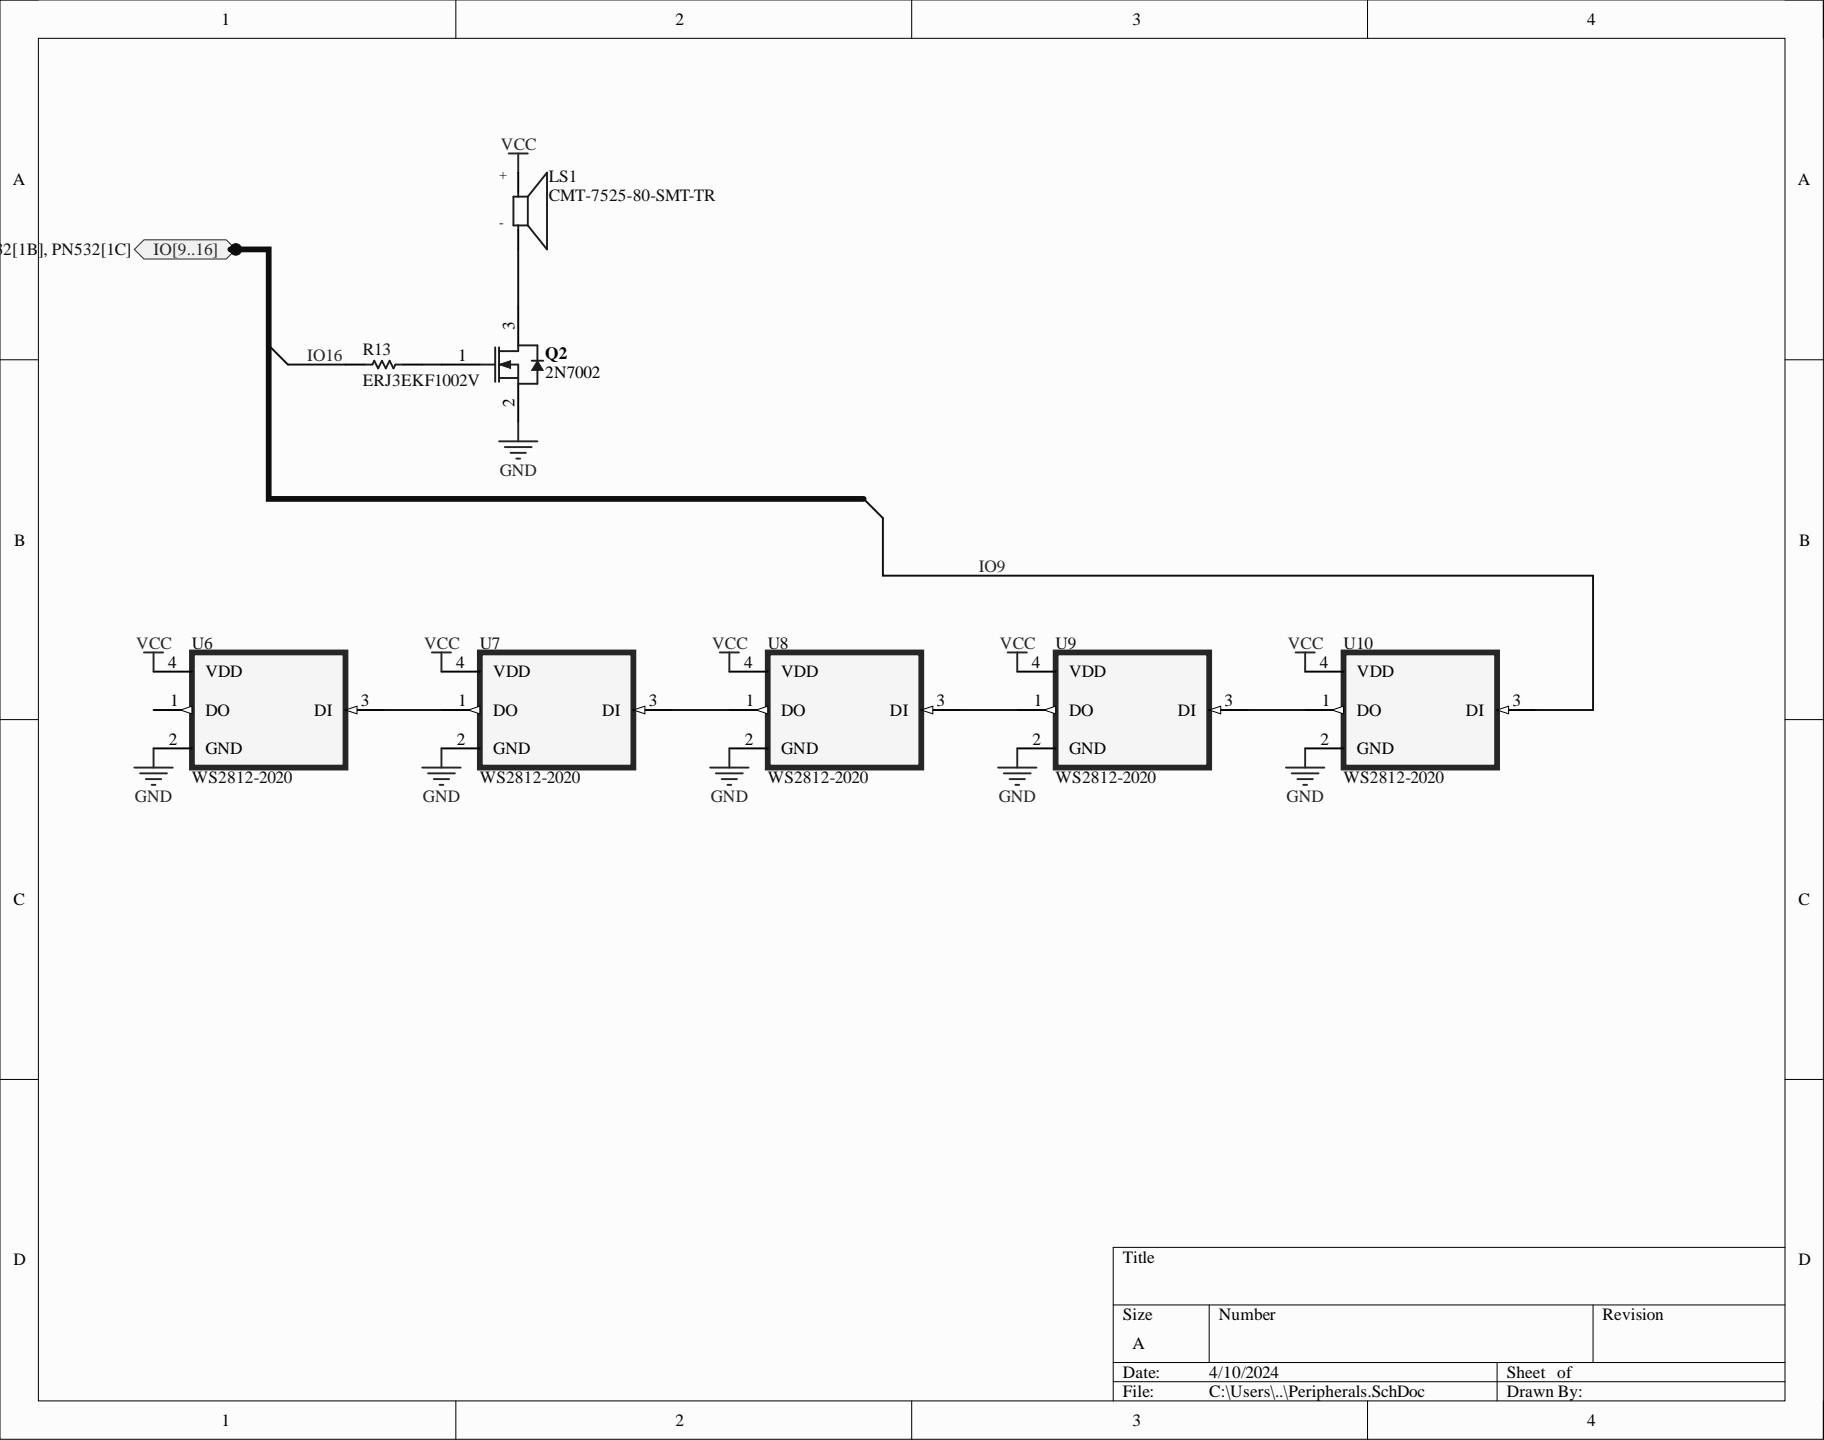 1 2 3 4
A A
VCC
+
LS1
CMT-7525-80-SMT-TR
-
32[1B], PN532[1C] IO[9..16]
3
IO16 R13 1 Q2
ERJ3EKF1002V 2N7002
2
GND
B B
IO9
VCC U6 VCC U7 VCC U8 VCC U9 VCC U10
4 VDD 4 VDD 4 VDD 4 VDD 4 VDD
1 DO DI 3 1 DO DI 3 1 DO DI 3 1 DO DI 3 1 DO DI 3
2 GND 2 GND 2 GND 2 GND 2 GND
WS2812-2020 WS2812-2020 WS2812-2020 WS2812-2020 WS2812-2020
GND GND GND GND GND
C C
D D
Title
Size Number Revision
A
Date: 4/10/2024 Sheet of
File: C:\Users\..\Peripherals.SchDoc Drawn By:
1 2 3 4